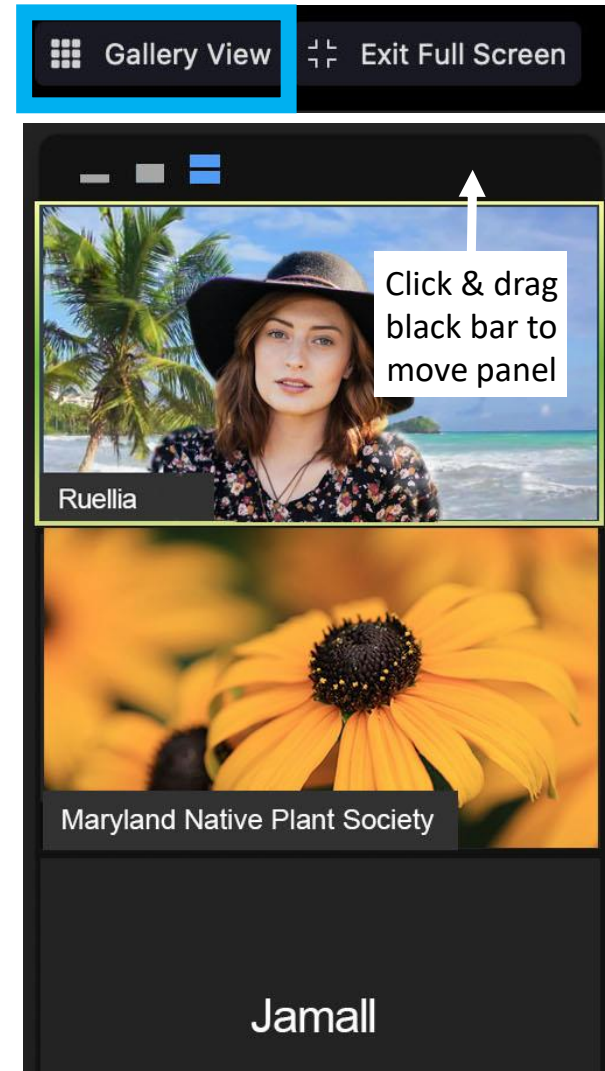 Gallery View
Exit Full Screen
Click & drag
black bar to
move panel
Ruellia
Maryland Native Plant Society
Jamall